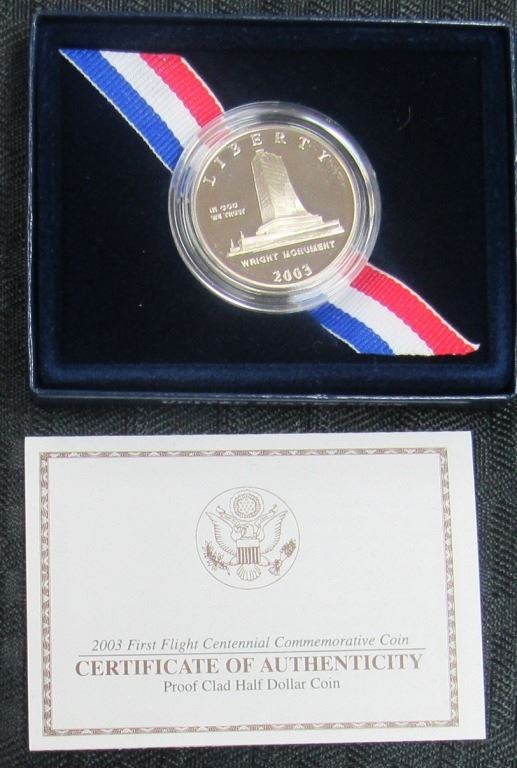 LIBERTY
IN GOD
WE TRUST
WRIGHT MONUMENT
2003
2003 First Flight Centennial Commemorative Coin
CERTIFICATE OF AUTHENTICITY
Proof Clad Half Dollar Coin